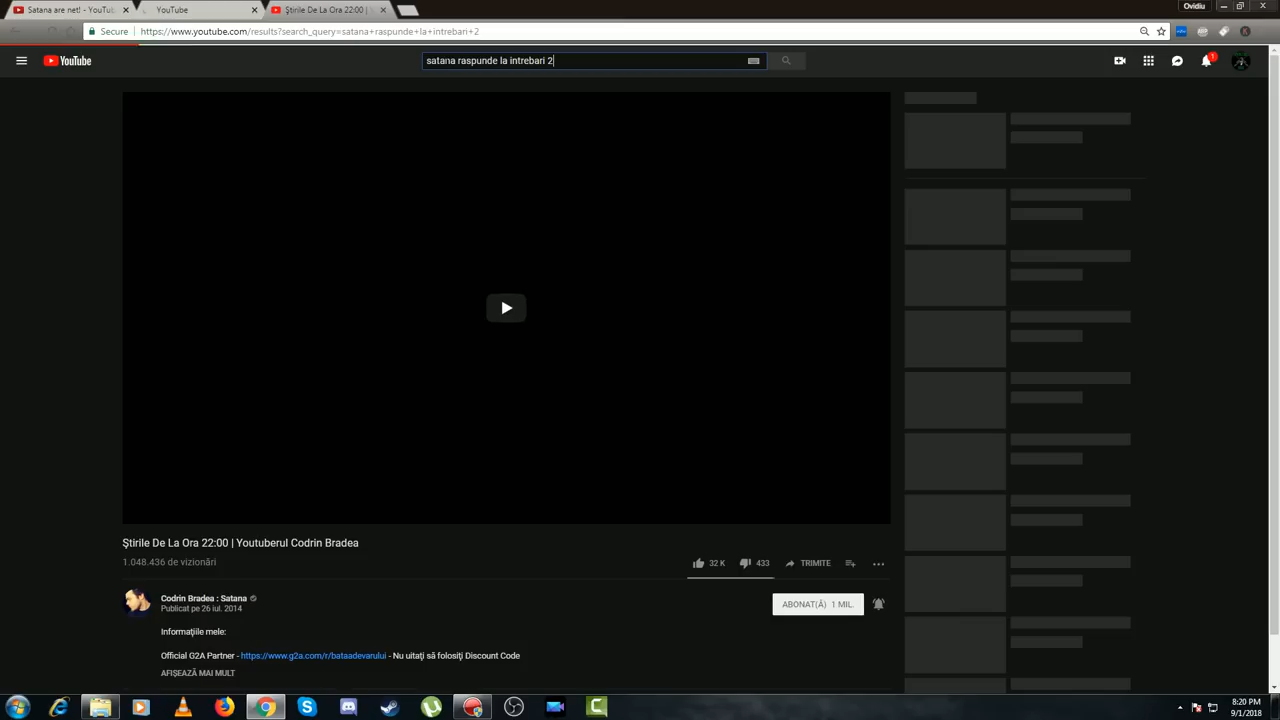 Satana are net! - YouTu
YouTube
Știrile De La Ora 22:00 |
Ovidiu
Secure
https://www.youtube.com/results?search_query=satana+raspunde+la+intrebari+2
YouTube
satana raspunde la intrebari 2
1
Știrile De La Ora 22:00 | Youtuberul Codrin Bradea
1.048.436 de vizionări
32 K
433
TRIMITE
Codrin Bradea : Satana
Publicat pe 26 iul. 2014
ABONAT(Ă) 1 MIL.
Informațiile mele:
Official G2A Partner - https://www.g2a.com/r/bataadevarului - Nu uitați să folosiți Discount Code
AFIȘEAZĂ MAI MULT
8:20 PM
9/1/2018